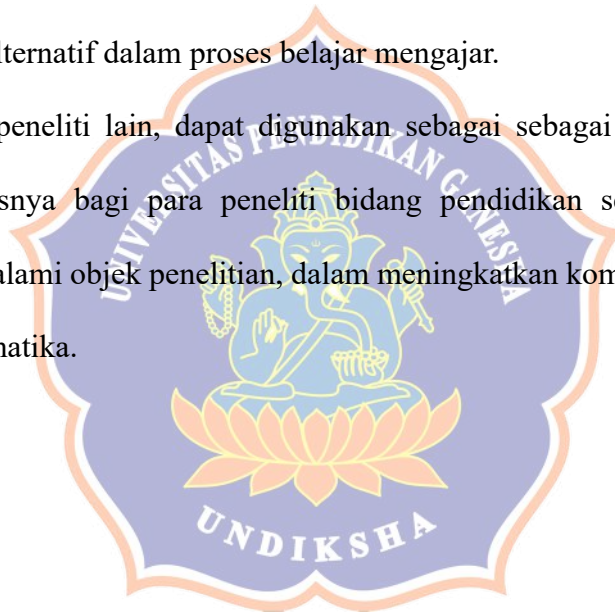 lternatif dalam proses belajar mengajar.
peneliti lain, dapat digunakan sebagai sebagai
snya bagi para peneliti bidang pendidikan se
alami objek penelitian, dalam meningkatkan kom
natika.
UNIVERSITAS PENDIDIKAN GANESHA
UNDIKSHA